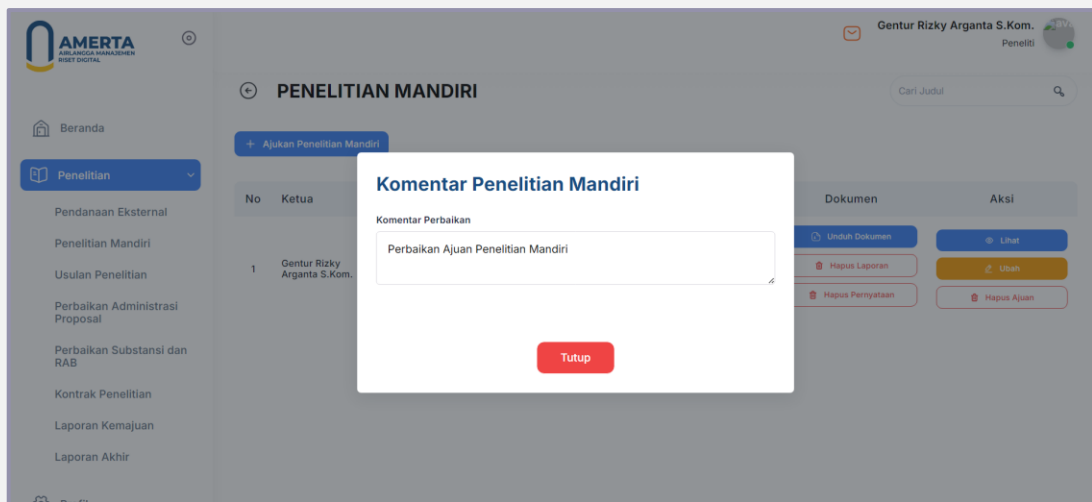 AMERTA
AIRLANGGA MANAJEMEN
RISET DIGITAL
Gentur Rizky Arganta S.Kom.
Peneliti
PENELITIAN MANDIRI
Cari Judul
Beranda
+ Ajukan Penelitian Mandiri
Penelitian
Pendanaan Eksternal
Penelitian Mandiri
Usulan Penelitian
Perbaikan Administrasi
Proposal
Perbaikan Substansi dan
RAB
Kontrak Penelitian
Laporan Kemajuan
Laporan Akhir
No Ketua Dokumen Aksi
1 Gentur Rizky
Arganta S.Kom.
Unduh Dokumen
Hapus Laporan
Hapus Pernyataan
Lihat
Ubah
Hapus Ajuan
Komentar Penelitian Mandiri
Komentar Perbaikan
Perbaikan Ajuan Penelitian Mandiri
Tutup